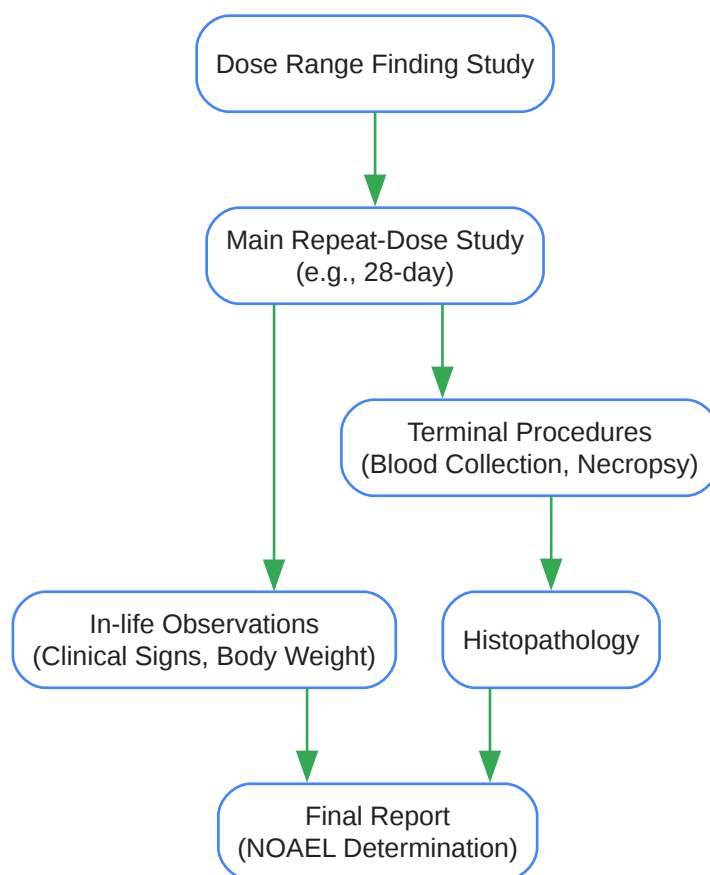 Dose Range Finding Study
Main Repeat-Dose Study
(e.g., 28-day)
Terminal Procedures
(Blood Collection, Necropsy)
In-life Observations
(Clinical Signs, Body Weight)
Histopathology
Final Report
(NOAEL Determination)